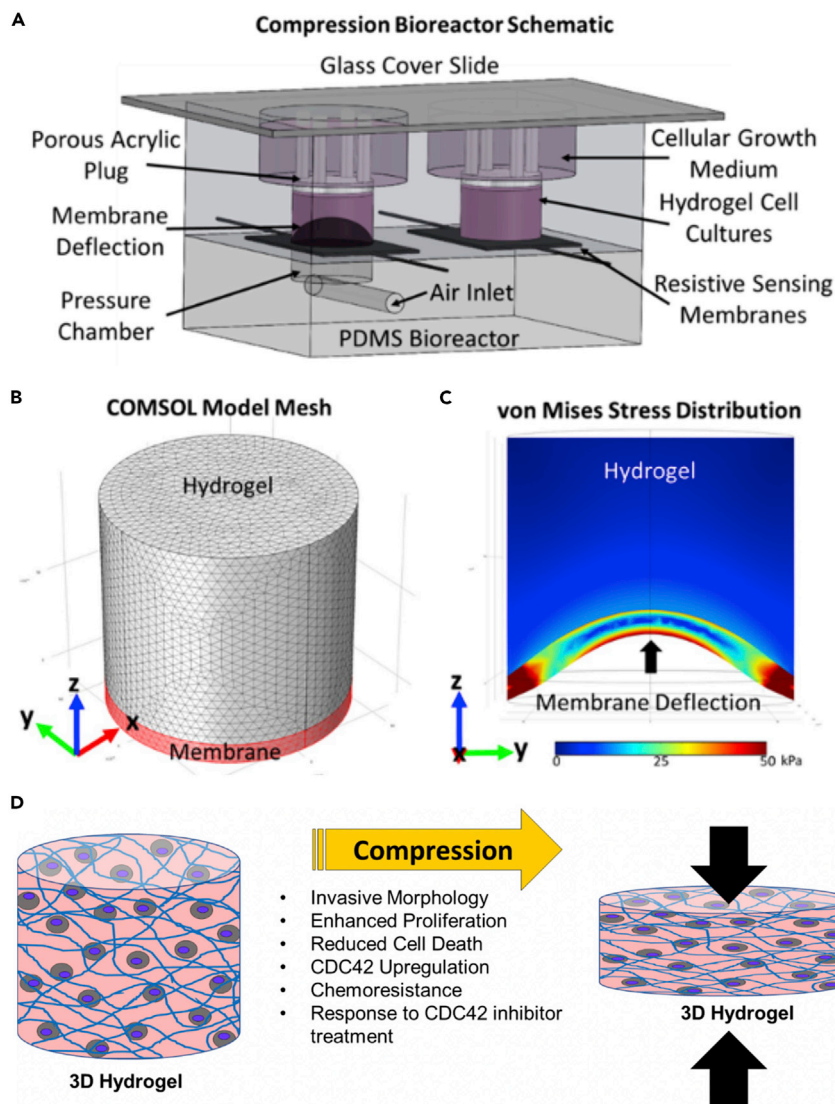 A
Compression Bioreactor Schematic
Glass Cover Slide
Porous Acrylic
Plug
Membrane
Deflection
Pressure
Chamber
Air Inlet
PDMS Bioreactor
Cellular Growth
Medium
Hydrogel Cell
Cultures
Resistive Sensing
Membranes
B
COMSOL Model Mesh
Hydrogel
Membrane
z
y
x
C
von Mises Stress Distribution
Hydrogel
Membrane Deflection
z
x
y
0 25 50 kPa
D
Compression
• Invasive Morphology
• Enhanced Proliferation
• Reduced Cell Death
• CDC42 Upregulation
• Chemoresistance
• Response to CDC42 inhibitor
treatment
3D Hydrogel
3D Hydrogel